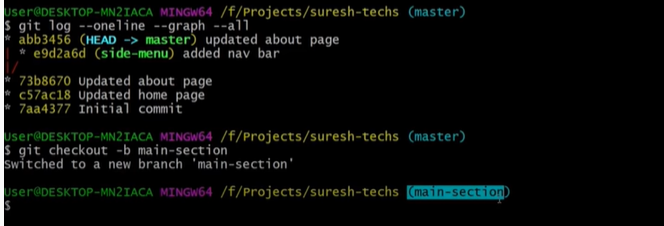 User@DESKTOP-MN2IACA MINGW64 /f/Projects/suresh-techs (master)
$ git log --oneline --graph --all
* abb3456 (HEAD -> master) updated about page
| * e9d2a6d (side-menu) added nav bar
|/
* 73b8670 Updated about page
* c57ac18 Updated home page
* 7aa4377 Initial commit
User@DESKTOP-MN2IACA MINGW64 /f/Projects/suresh-techs (master)
$ git checkout -b main-section
Switched to a new branch 'main-section'
User@DESKTOP-MN2IACA MINGW64 /f/Projects/suresh-techs (main-section)
$